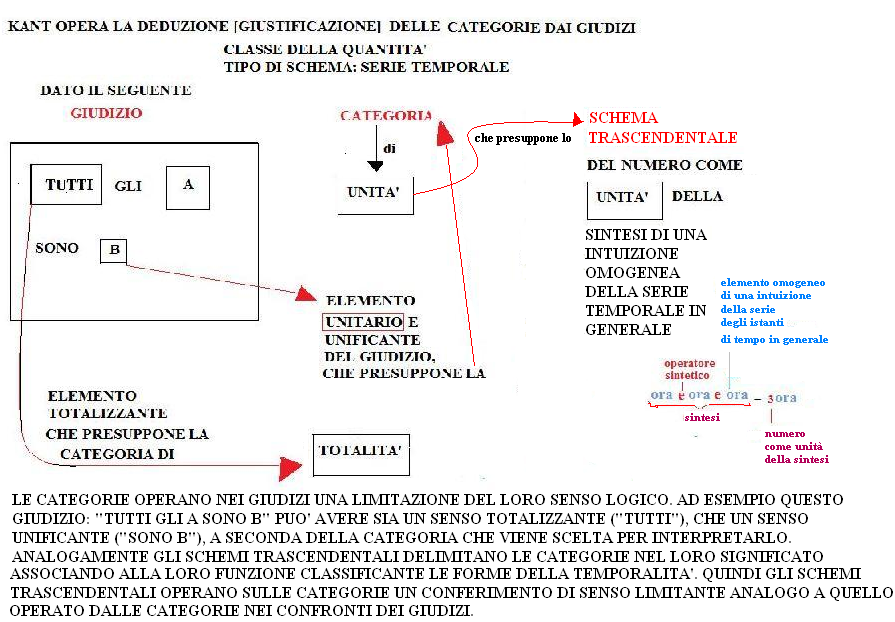 KANT OPERA LA DEDUZIONE [GIUSTIFICAZIONE] DELLE CATEGORIE DAI GIUDIZI
CLASSE DELLA QUANTITA'
TIPO DI SCHEMA: SERIE TEMPORALE
DATO IL SEGUENTE
GIUDIZIO
TUTTI GLI A
SONO B
ELEMENTO
TOTALIZZANTE
CHE PRESUPPONE LA
CATEGORIA DI
CATEGORIA
di
UNITA'
ELEMENTO
UNITARIO E
UNIFICANTE
DEL GIUDIZIO,
CHE PRESUPPONE LA
TOTALITA'
che presuppone lo
SCHEMA
TRASCENDENTALE
DEL NUMERO COME
UNITA' DELLA
SINTESI DI UNA
INTUIZIONE
OMOGENEA
DELLA SERIE
TEMPORALE IN
GENERALE
elemento omogeneo
di una intuizione
della serie
degli istanti
di tempo in generale
operatore
sintetico
ora e ora e ora = 3 ora
sintesi
numero
come unità
della sintesi
LE CATEGORIE OPERANO NEI GIUDIZI UNA LIMITAZIONE DEL LORO SENSO LOGICO. AD ESEMPIO QUESTO
GIUDIZIO: "TUTTI GLI A SONO B" PUO' AVERE SIA UN SENSO TOTALIZZANTE ("TUTTI"), CHE UN SENSO
UNIFICANTE ("SONO B"), A SECONDA DELLA CATEGORIA CHE VIENE SCELTA PER INTERPRETARLO.
ANALOGAMENTE GLI SCHEMI TRASCENDENTALI DELIMITANO LE CATEGORIE NEL LORO SIGNIFICATO
ASSOCIANDO ALLA LORO FUNZIONE CLASSIFICANTE LE FORME DELLA TEMPORALITA'. QUINDI GLI SCHEMI
TRASCENDENTALI OPERANO SULLE CATEGORIE UN CONFERIMENTO DI SENSO LIMITANTE ANALOGO A QUELLO
OPERATO DALLE CATEGORIE NEI CONFRONTI DEI GIUDIZI.